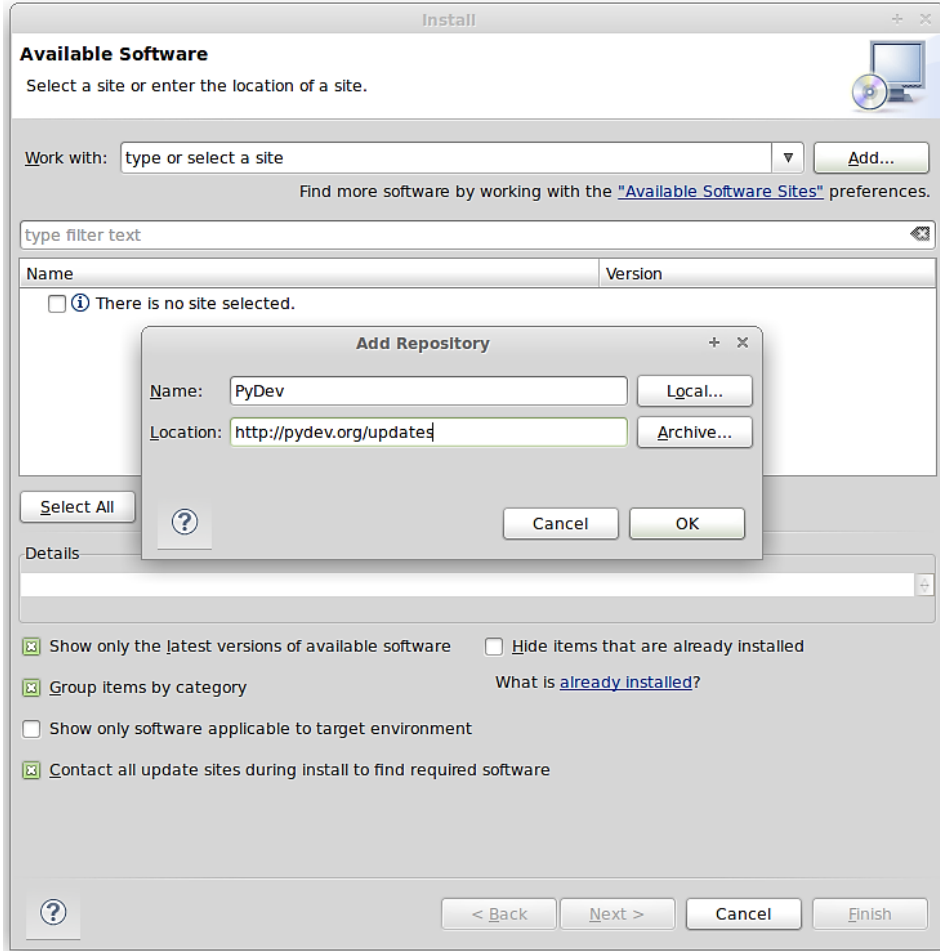 Install
Available Software
Select a site or enter the location of a site.
Work with: type or select a site Add...
Find more software by working with the "Available Software Sites" preferences.
type filter text
Name Version
There is no site selected.
Add Repository
Name: PyDev Local...
Location: http://pydev.org/updates Archive...
Select All
Cancel OK
Details
Show only the latest versions of available software Hide items that are already installed
Group items by category What is already installed?
Show only software applicable to target environment
Contact all update sites during install to find required software
< Back Next > Cancel Finish